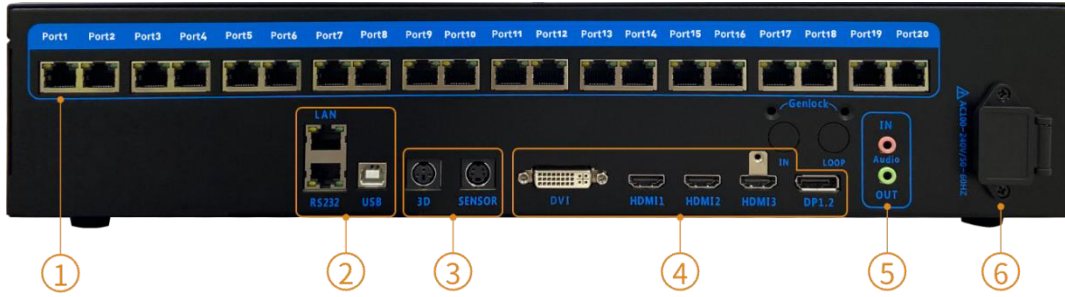 Port1 Port2 Port3 Port4 Port5 Port6 Port7 Port8 Port9 Port10 Port11 Port12 Port13 Port14 Port15 Port16 Port17 Port18 Port19 Port20
Genlock
IN LOOP
LAN
RS232 USB
3D SENSOR
DVI HDMI1 HDMI2 HDMI3 DP1.2
IN
Audio
OUT
AC100-240V/50-60HZ
1 2 3 4 5 6